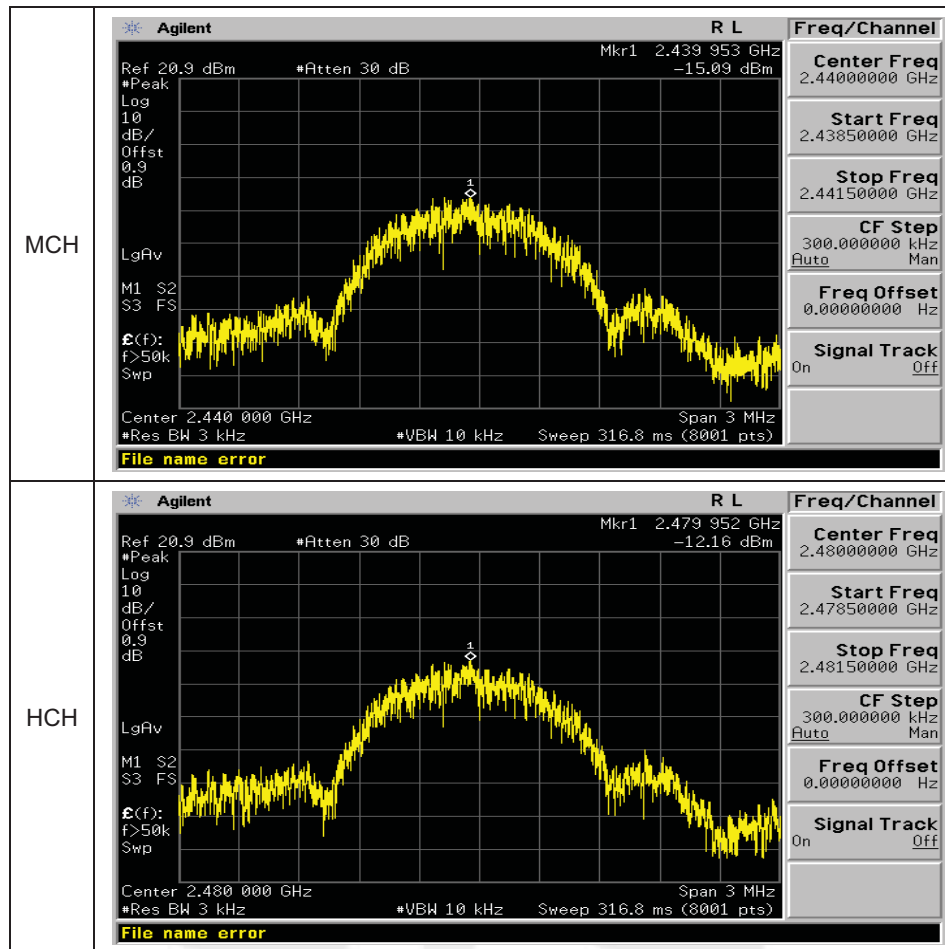 MCH
Agilent R L Freq/Channel
Mkr1 2.439 953 GHz
Ref 20.9 dBm #Atten 30 dB -15.09 dBm
#Peak
Log
10
dB/
Offst
0.9
dB
1
LgAv
M1 S2
S3 FS
£(f):
f>50k
Swp
Center 2.440 000 GHz Span 3 MHz
#Res BW 3 kHz #VBW 10 kHz Sweep 316.8 ms (8001 pts)
File name error
Center Freq
2.44000000 GHz
Start Freq
2.43850000 GHz
Stop Freq
2.44150000 GHz
CF Step
300.000000 kHz
Auto Man
Freq Offset
0.00000000 Hz
Signal Track
On Off
HCH
Agilent R L Freq/Channel
Mkr1 2.479 952 GHz
Ref 20.9 dBm #Atten 30 dB -12.16 dBm
#Peak
Log
10
dB/
Offst
0.9
dB
1
LgAv
M1 S2
S3 FS
£(f):
f>50k
Swp
Center 2.480 000 GHz Span 3 MHz
#Res BW 3 kHz #VBW 10 kHz Sweep 316.8 ms (8001 pts)
File name error
Center Freq
2.48000000 GHz
Start Freq
2.47850000 GHz
Stop Freq
2.48150000 GHz
CF Step
300.000000 kHz
Auto Man
Freq Offset
0.00000000 Hz
Signal Track
On Off